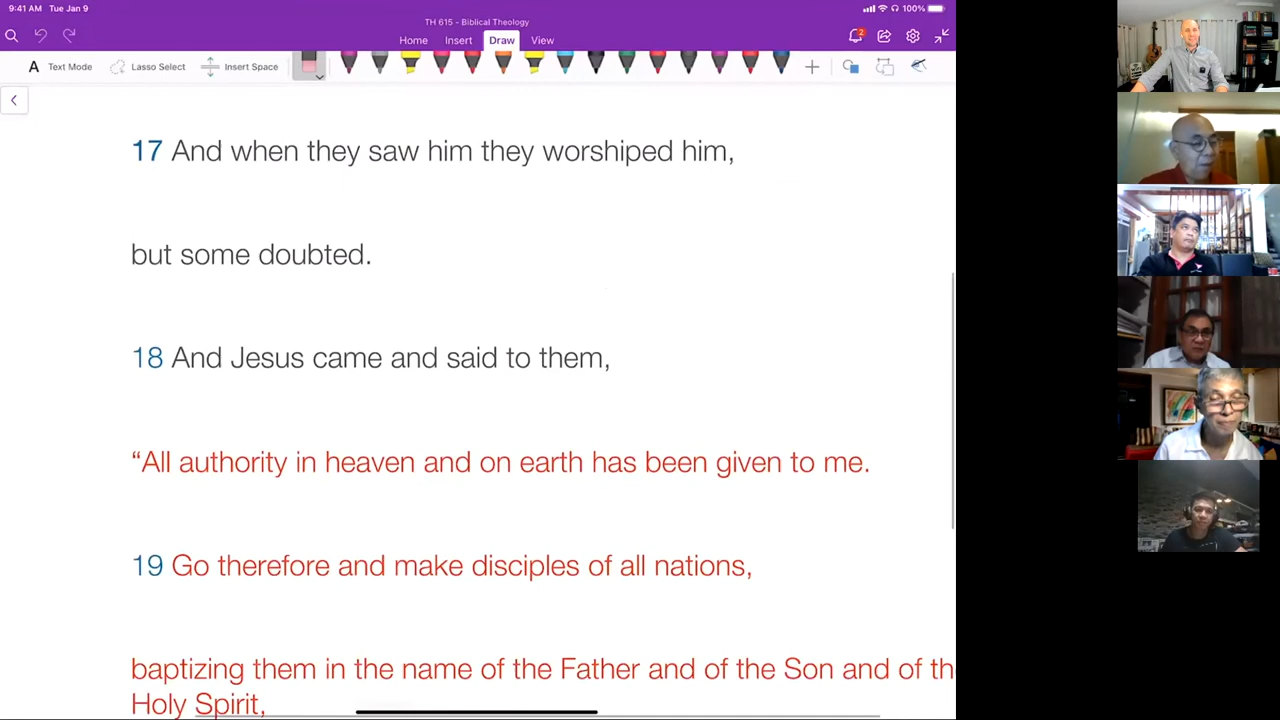 9:41 AM Tue Jan 9
100%
TH 615 - Biblical Theology
Home Insert Draw View
2
A Text Mode Lasso Select Insert Space
17 And when they saw him they worshiped him,
but some doubted.
18 And Jesus came and said to them,
“All authority in heaven and on earth has been given to me.
19 Go therefore and make disciples of all nations,
baptizing them in the name of the Father and of the Son and of th
Holy Spirit,